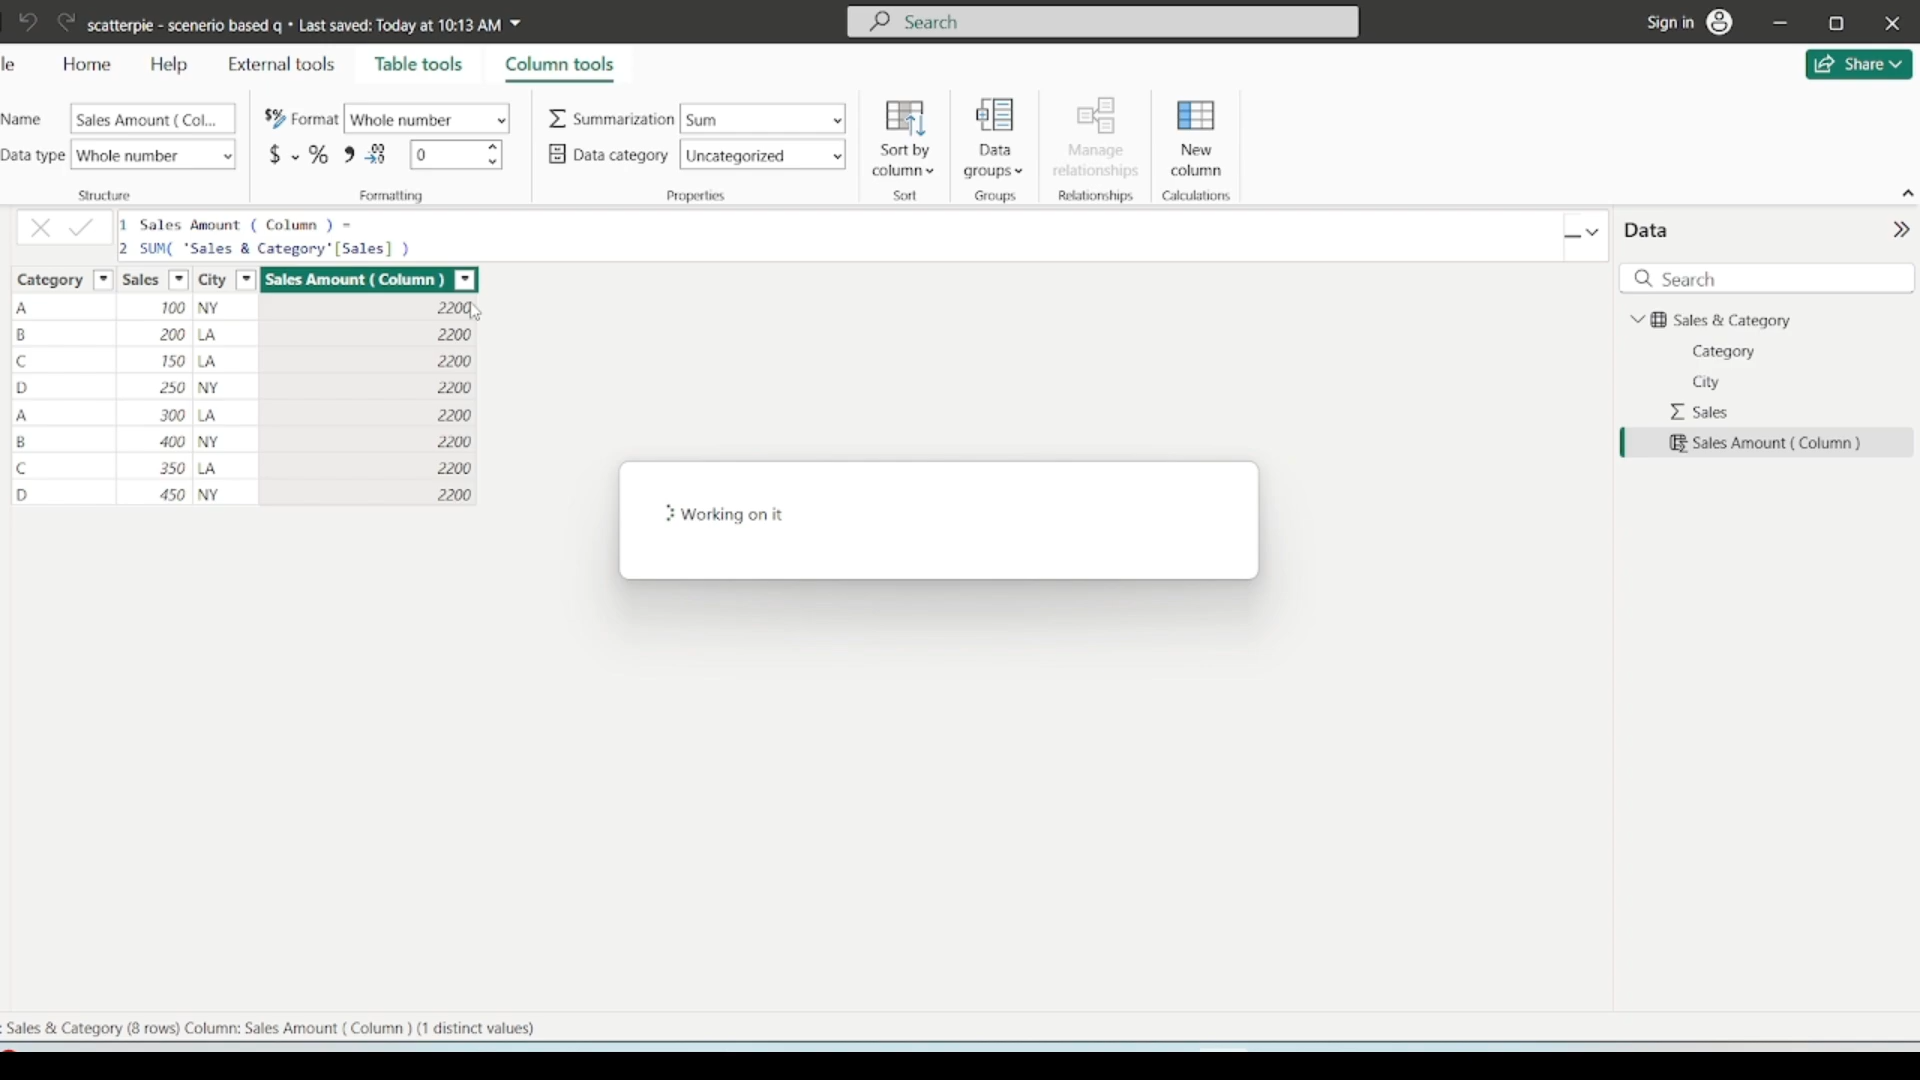 scatterpie - scenerio based q • Last saved: Today at 10:13 AM
Search
Sign in
le
Home
Help
External tools
Table tools
Column tools
Share
Name
Sales Amount ( Col...
$% Format
Whole number
Σ Summarization
Sum
Data type
Whole number
$ % 9 .00
0
Data category
Uncategorized
Sort by
column
Data
groups
Manage
relationships
New
column
Structure
Formatting
Properties
Sort
Groups
Relationships
Calculations
1 Sales Amount ( Column ) =
2 SUM( 'Sales & Category'[Sales] )
Category Sales City Sales Amount ( Column )
A 100 NY 2200
B 200 LA 2200
C 150 LA 2200
D 250 NY 2200
A 300 LA 2200
B 400 NY 2200
C 350 LA 2200
D 450 NY 2200
Working on it
Data
Search
Sales & Category
Category
City
Σ Sales
Sales Amount ( Column )
: Sales & Category (8 rows) Column: Sales Amount ( Column ) (1 distinct values)